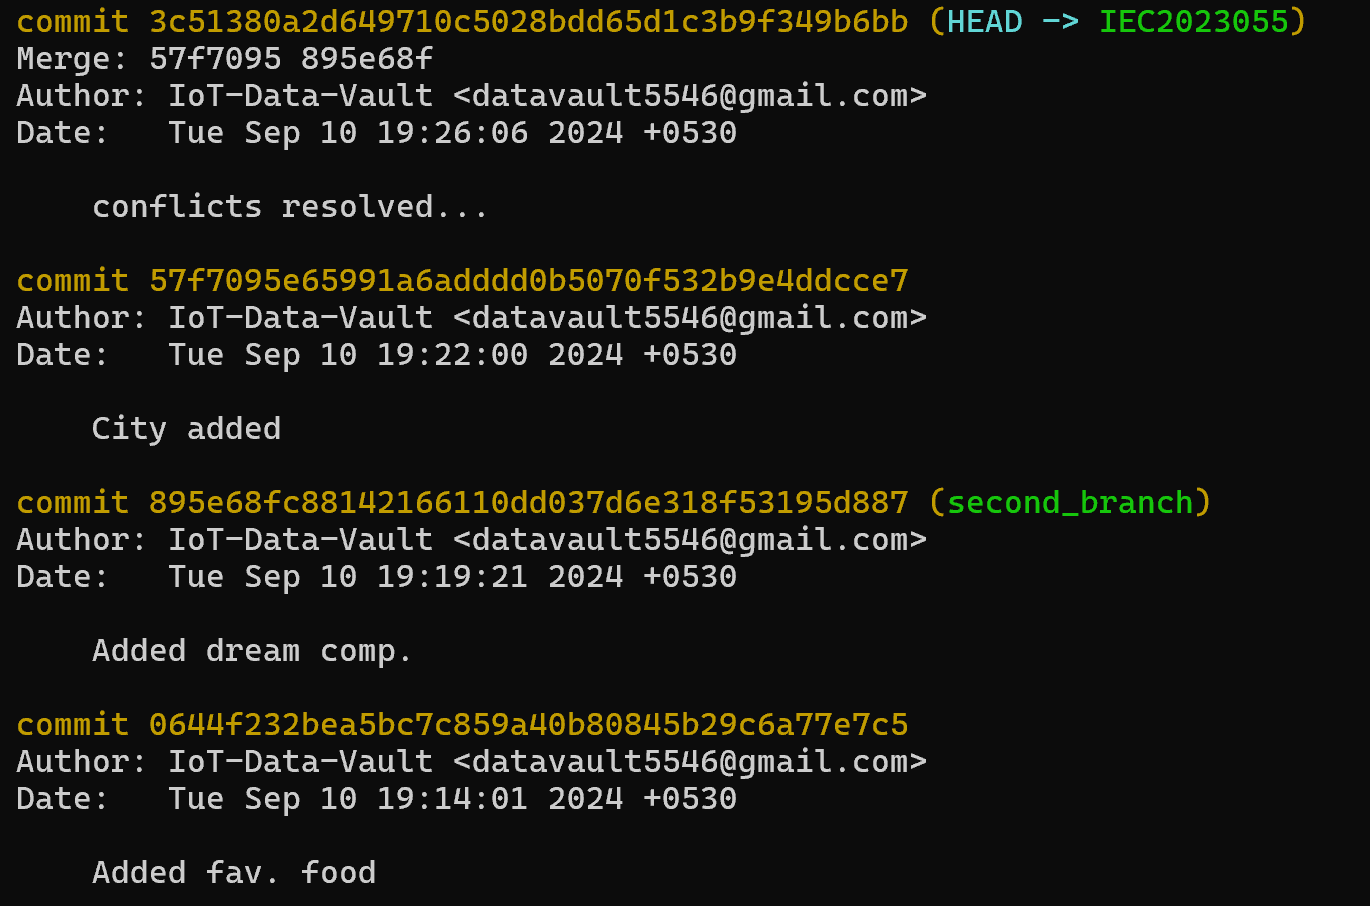 commit 3c51380a2d649710c5028bdd65d1c3b9f349b6bb (HEAD -> IEC2023055)
Merge: 57f7095 895e68f
Author: IoT-Data-Vault <datavault5546@gmail.com>
Date:   Tue Sep 10 19:26:06 2024 +0530
    conflicts resolved...
commit 57f7095e65991a6adddd0b5070f532b9e4ddcce7
Author: IoT-Data-Vault <datavault5546@gmail.com>
Date:   Tue Sep 10 19:22:00 2024 +0530
    City added
commit 895e68fc88142166110dd037d6e318f53195d887 (second_branch)
Author: IoT-Data-Vault <datavault5546@gmail.com>
Date:   Tue Sep 10 19:19:21 2024 +0530
    Added dream comp.
commit 0644f232bea5bc7c859a40b80845b29c6a77e7c5
Author: IoT-Data-Vault <datavault5546@gmail.com>
Date:   Tue Sep 10 19:14:01 2024 +0530
    Added fav. food